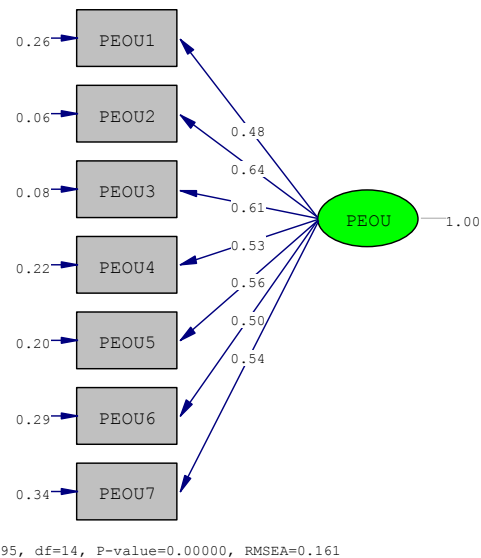 0.26 PEOU1
0.48
0.06 PEOU2
0.64
0.08 PEOU3
0.61
PEOU 1.00
0.22 PEOU4
0.53
0.56
0.20 PEOU5
0.50
0.54
0.29 PEOU6
0.34 PEOU7
95, df=14, P-value=0.00000, RMSEA=0.161